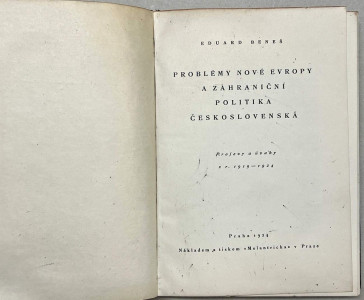 EDUARD BENEŠ
PROBLÉMY NOVÉ EVROPY
A ZAHRANIČNÍ
POLITIKA
ČESKOSLOVENSKÁ
Projevy a úvahy
z r. 1919—1924
Praha 1924
Nákladem a tiskem »Melantricha« v Praze